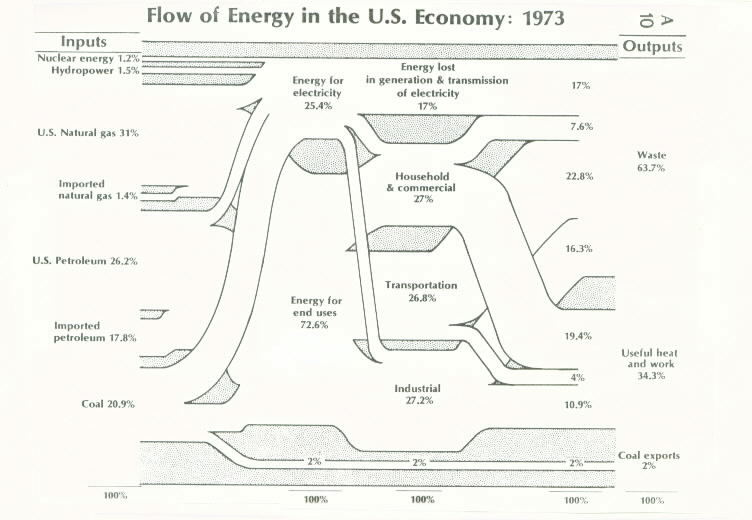 Flow of Energy in the U.S. Economy: 1973
A 10
Inputs
Outputs
Nuclear energy 1.2%
Hydropower 1.5%
Energy for
electricity
25.4%
Energy lost
in generation & transmission
of electricity
17%
17%
7.6%
U.S. Natural gas 31%
Waste
63.7%
Household
& commercial
27%
22.8%
Imported
natural gas 1.4%
16.3%
U.S. Petroleum 26.2%
Transportation
26.8%
Energy for
end uses
72.6%
Imported
petroleum 17.8%
19.4%
Useful heat
and work
34.3%
4%
Industrial
27.2%
Coal 20.9%
10.9%
2%
2%
2%
Coal exports
2%
100%
100%
100%
100%
100%